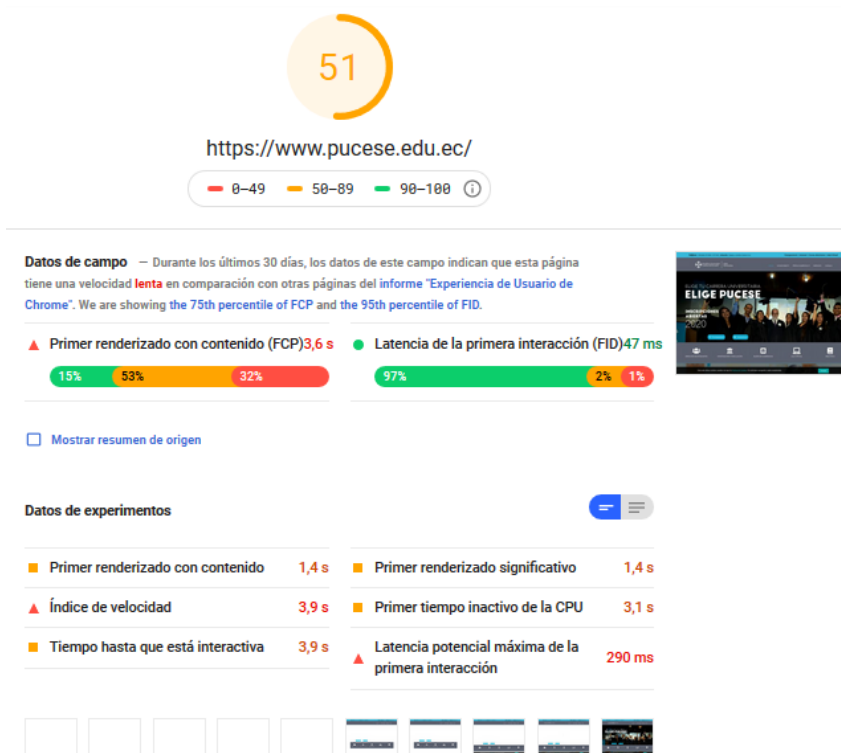 51
https://www.pucese.edu.ec/
0–49 50–89 90–100
Datos de campo — Durante los últimos 30 días, los datos de este campo indican que esta página
tiene una velocidad lenta en comparación con otras páginas del informe "Experiencia de Usuario de
Chrome". We are showing the 75th percentile of FCP and the 95th percentile of FID.
Primer renderizado con contenido (FCP) 3,6 s
15% 53% 32%
Latencia de la primera interacción (FID) 47 ms
97% 2% 1%
ELIGE TU CARRERA UNIVERSITARIA
ELIGE PUCESE
INSCRIPCIONES
ABIERTAS
2020
Mostrar resumen de origen
Datos de experimentos
Primer renderizado con contenido 1,4 s
Primer renderizado significativo 1,4 s
Índice de velocidad 3,9 s
Primer tiempo inactivo de la CPU 3,1 s
Tiempo hasta que está interactiva 3,9 s
Latencia potencial máxima de la
primera interacción 290 ms